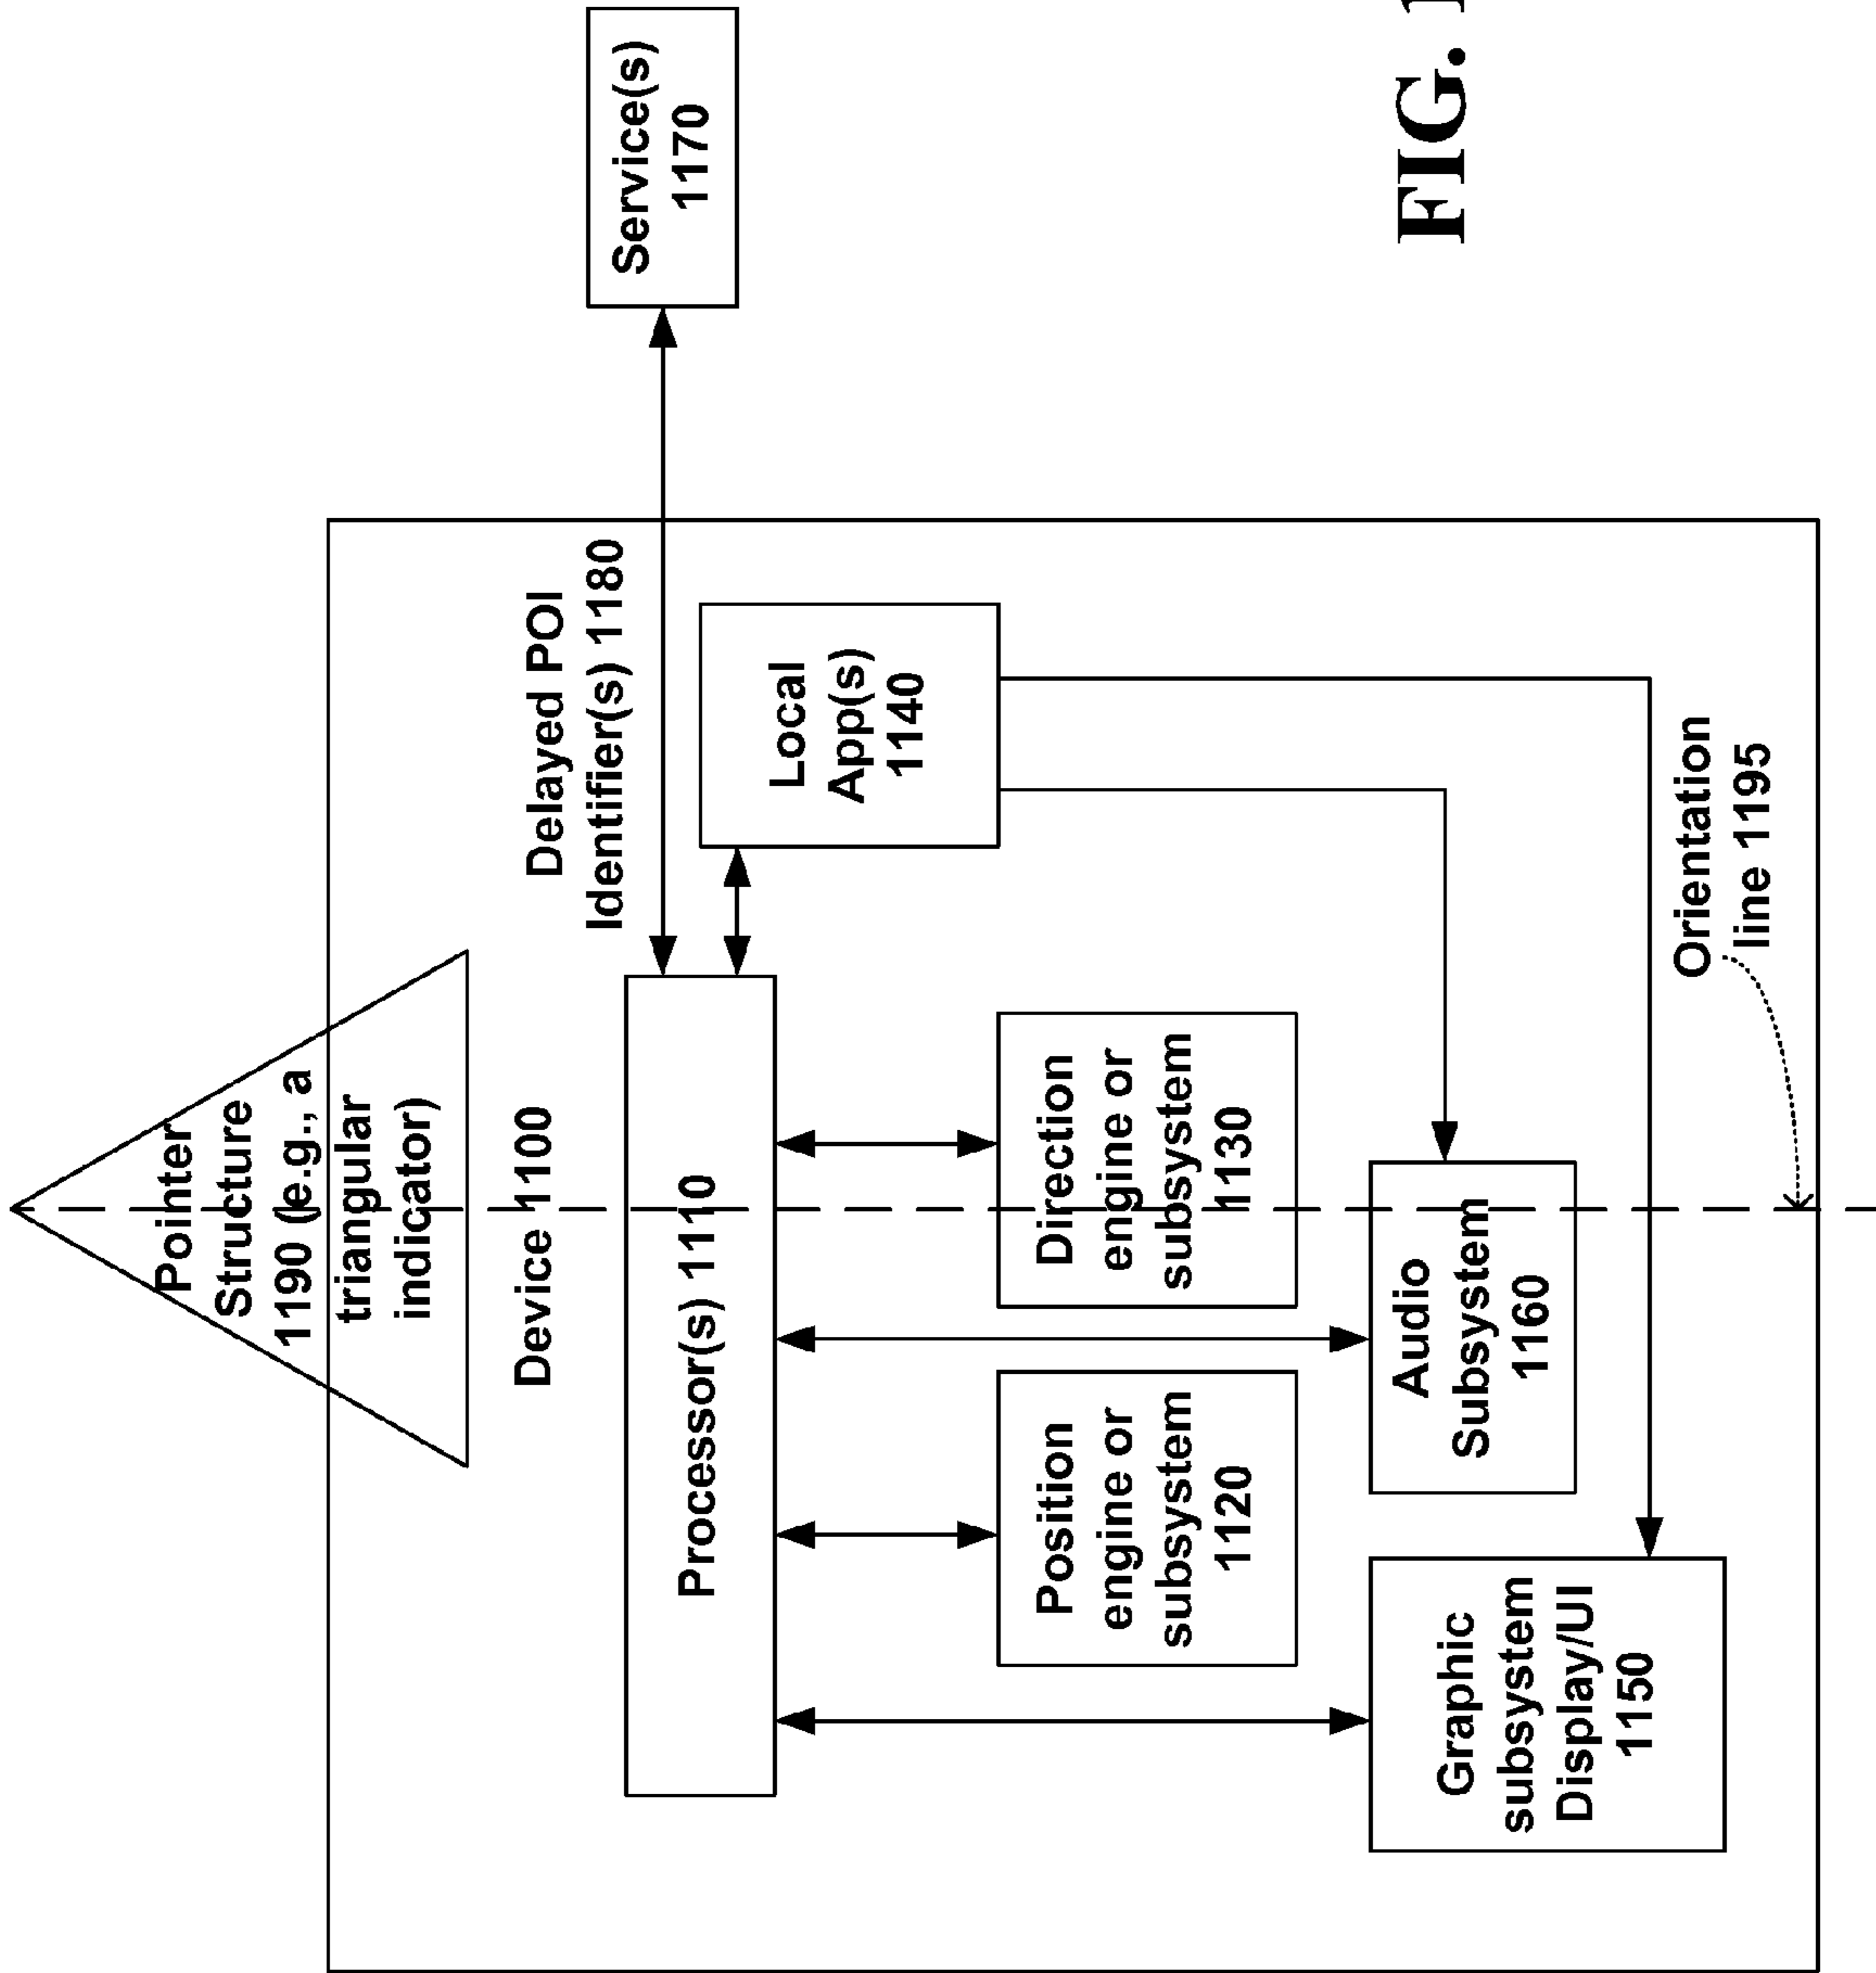 Pointer
Structure
1190 (e.g., a
triangular
indicator)
Device 1100
Delayed POI
Identifier(s) 1180
Service(s)
1170
Processor(s) 1110
Local
App(s)
1140
Position
engine or
subsystem
1120
Direction
engine or
subsystem
1130
Graphic
subsystem
Display/UI
1150
Audio
Subsystem
1160
Orientation
line 1195
FIG.